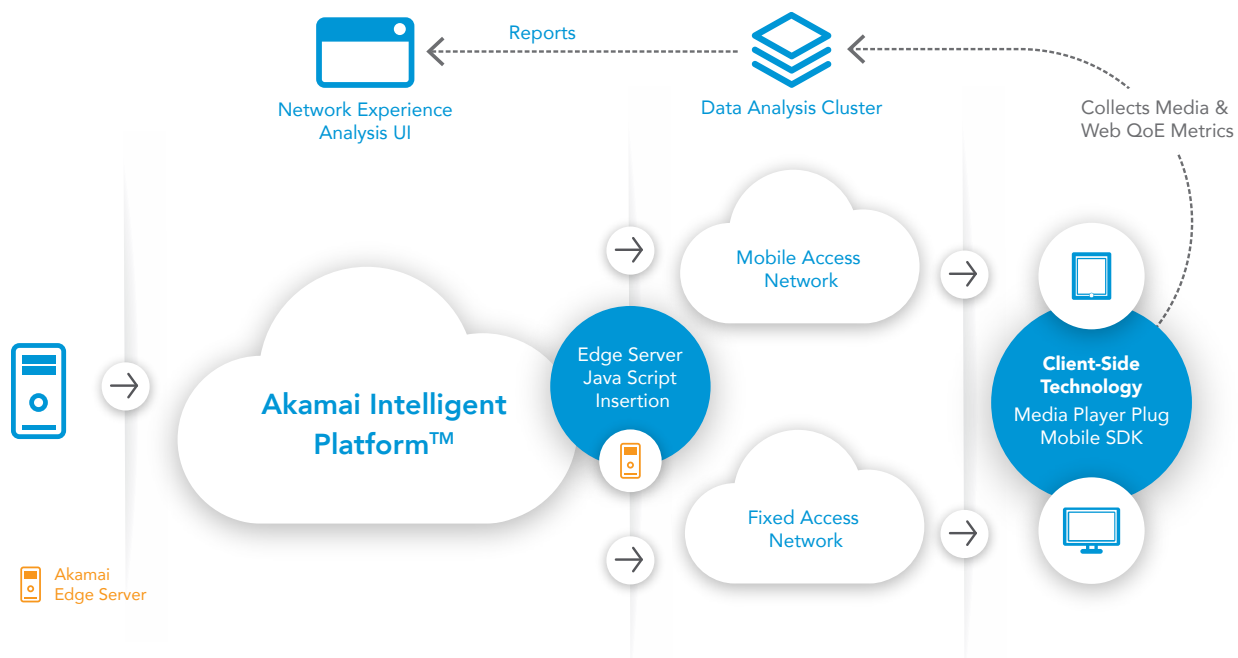 Reports
Network Experience
Analysis UI
Data Analysis Cluster
Collects Media &
Web QoE Metrics
Mobile Access
Network
Edge Server
Java Script
Insertion
Akamai Intelligent
Platform™
Client-Side
Technology
Media Player Plug
Mobile SDK
Fixed Access
Network
Akamai
Edge Server